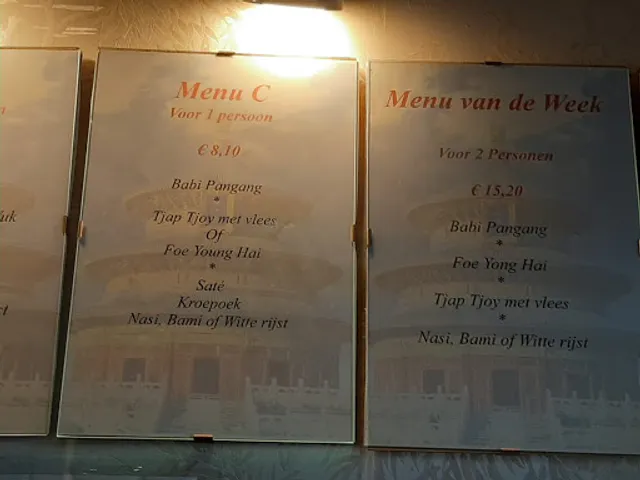 Menu C
Voor 1 persoon
€ 8,10
Babi Pangang
*
Tjap Tjoy met vlees
Of
Foe Young Hai
*
Saté
Kroepoek
Nasi, Bami of Witte rijst
Menu van de Week
Voor 2 Personen
€ 15,20
Babi Pangang
*
Foe Yong Hai
*
Tjap Tjoy met vlees
*
Nasi, Bami of Witte rijst